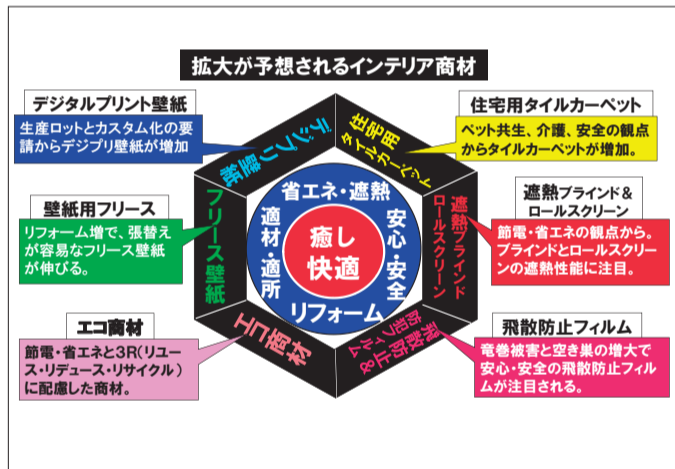 拡大が予想されるインテリア商材
デジタルプリント壁紙
生産ロットとカスタム化の要
請からデジプリ壁紙が増加
住宅用タイルカーペット
ペット共生、介護、安全の観点
からタイルカーペットが増加。
壁紙用フリース
リフォーム増で、張替え
が容易なフリース壁紙
が伸びる。
遮熱ブラインド&
ロールスクリーン
節電・省エネの観点から。
ブラインドとロールスクリー
ンの遮熱性能に注目。
エコ商材
節電・省エネと3R(リユー
ス・リデュース・リサイクル)
に配慮した商材。
飛散防止フィルム
竜巻被害と空き巣の増大で
安心・安全の飛散防止フィル
ムが注目される。
デジプリ壁紙
住宅用
タイルカーペット
フリース壁紙
遮熱ブラインド
ロールスクリーン
エコ商材
飛散防止&
防犯フィルム
省エネ・遮熱
適材・適所
安心・安全
リフォーム
癒し
快適